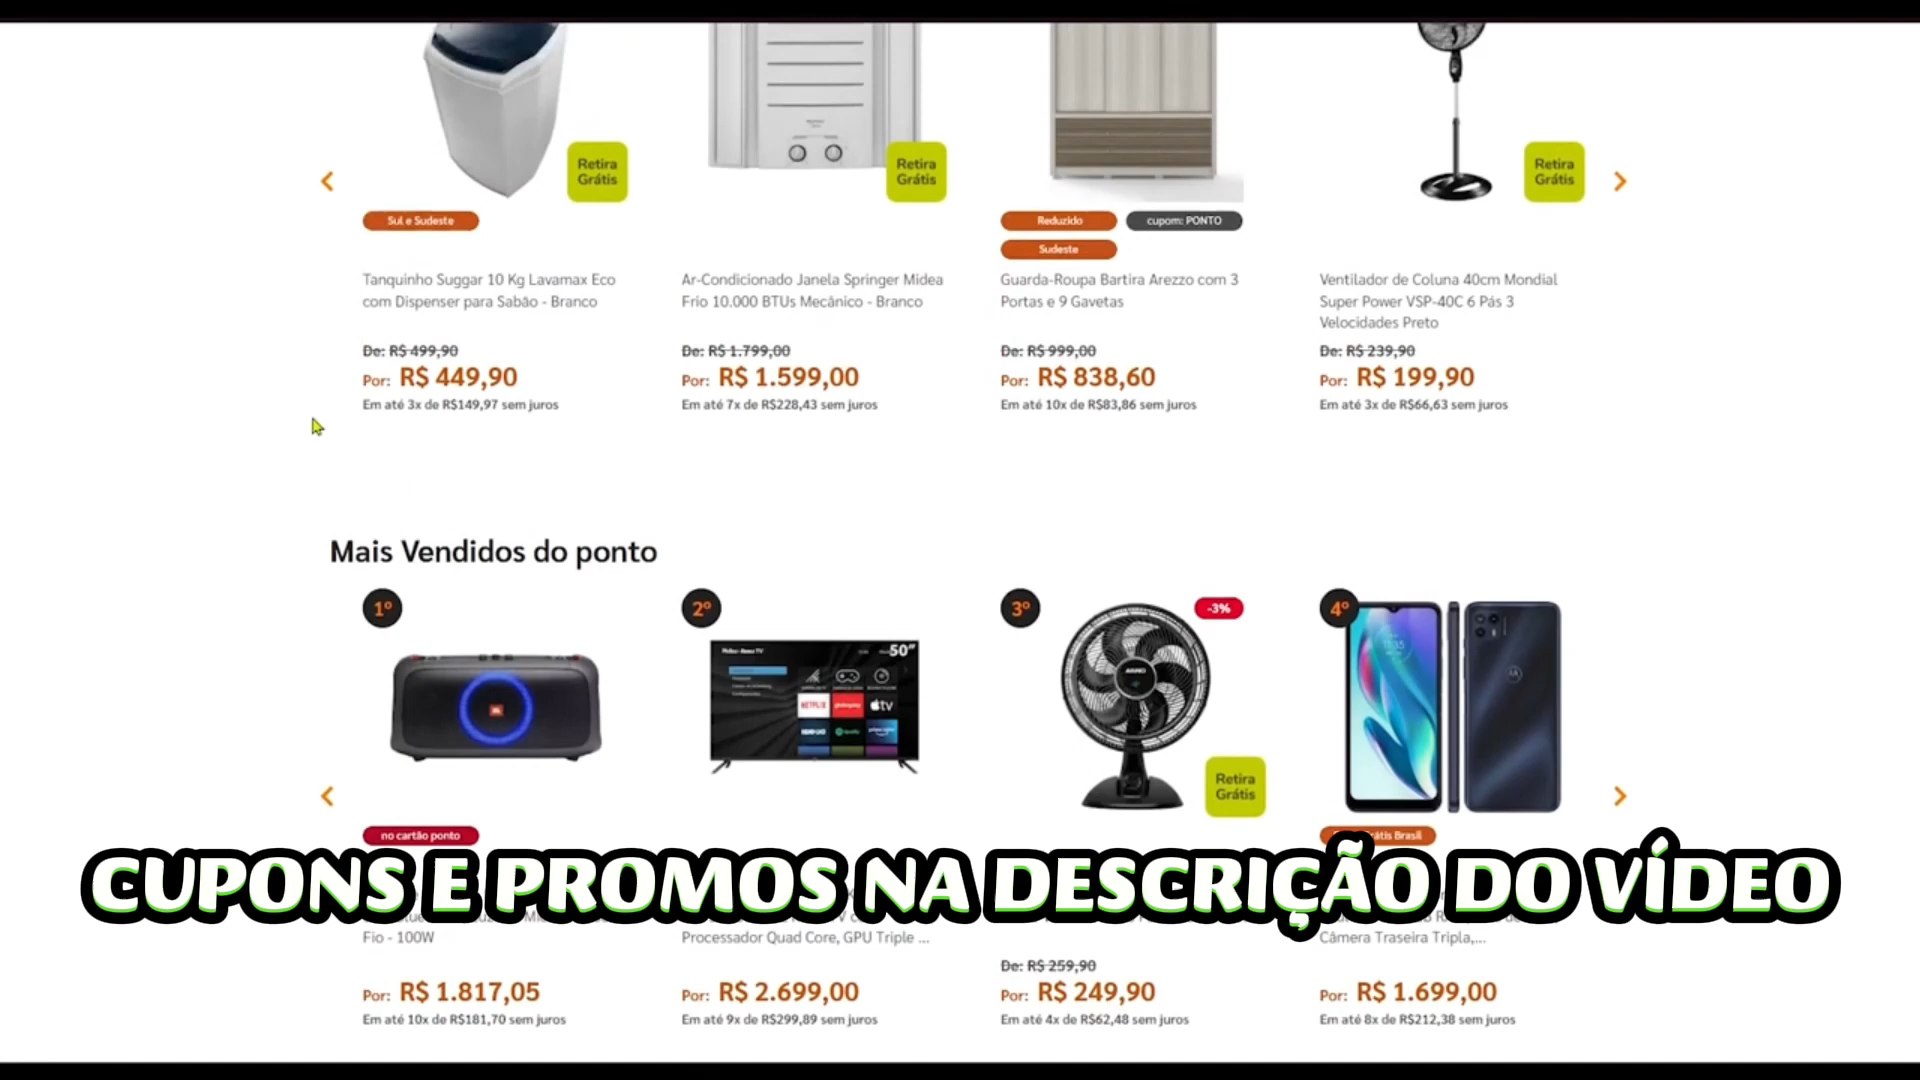 Retira
Grátis
Retira
Grátis
Retira
Grátis
Sul e Sudeste
Reduzido
cupom: PONTO
Sudeste
Tanquinho Suggar 10 Kg Lavamax Eco
com Dispenser para Sabão - Branco
Ar-Condicionado Janela Springer Midea
Frio 10.000 BTUs Mecânico - Branco
Guarda-Roupa Bartira Arezzo com 3
Portas e 9 Gavetas
Ventilador de Coluna 40cm Mondial
Super Power VSP-40C 6 Pás 3
Velocidades Preto
De: R$ 499,90
Por: R$ 449,90
Em até 3x de R$149,97 sem juros
De: R$ 1.799,00
Por: R$ 1.599,00
Em até 7x de R$228,43 sem juros
De: R$ 999,00
Por: R$ 838,60
Em até 10x de R$83,86 sem juros
De: R$ 239,90
Por: R$ 199,90
Em até 3x de R$66,63 sem juros
Mais Vendidos do ponto
1º
2º
3º
-3%
4º
50"
NETFLIX
globoplay
tv
Spotify
ARNO
JBL
Retira
Grátis
no cartão ponto
Brasil
CUPONS E PROMOS NA DESCRIÇÃO DO VÍDEO
Fio - 100W
Processador Quad Core, GPU Triple ...
Câmera Traseira Tripla,...
Por: R$ 1.817,05
Em até 10x de R$181,70 sem juros
Por: R$ 2.699,00
Em até 9x de R$299,89 sem juros
De: R$ 259,90
Por: R$ 249,90
Em até 4x de R$62,48 sem juros
Por: R$ 1.699,00
Em até 8x de R$212,38 sem juros